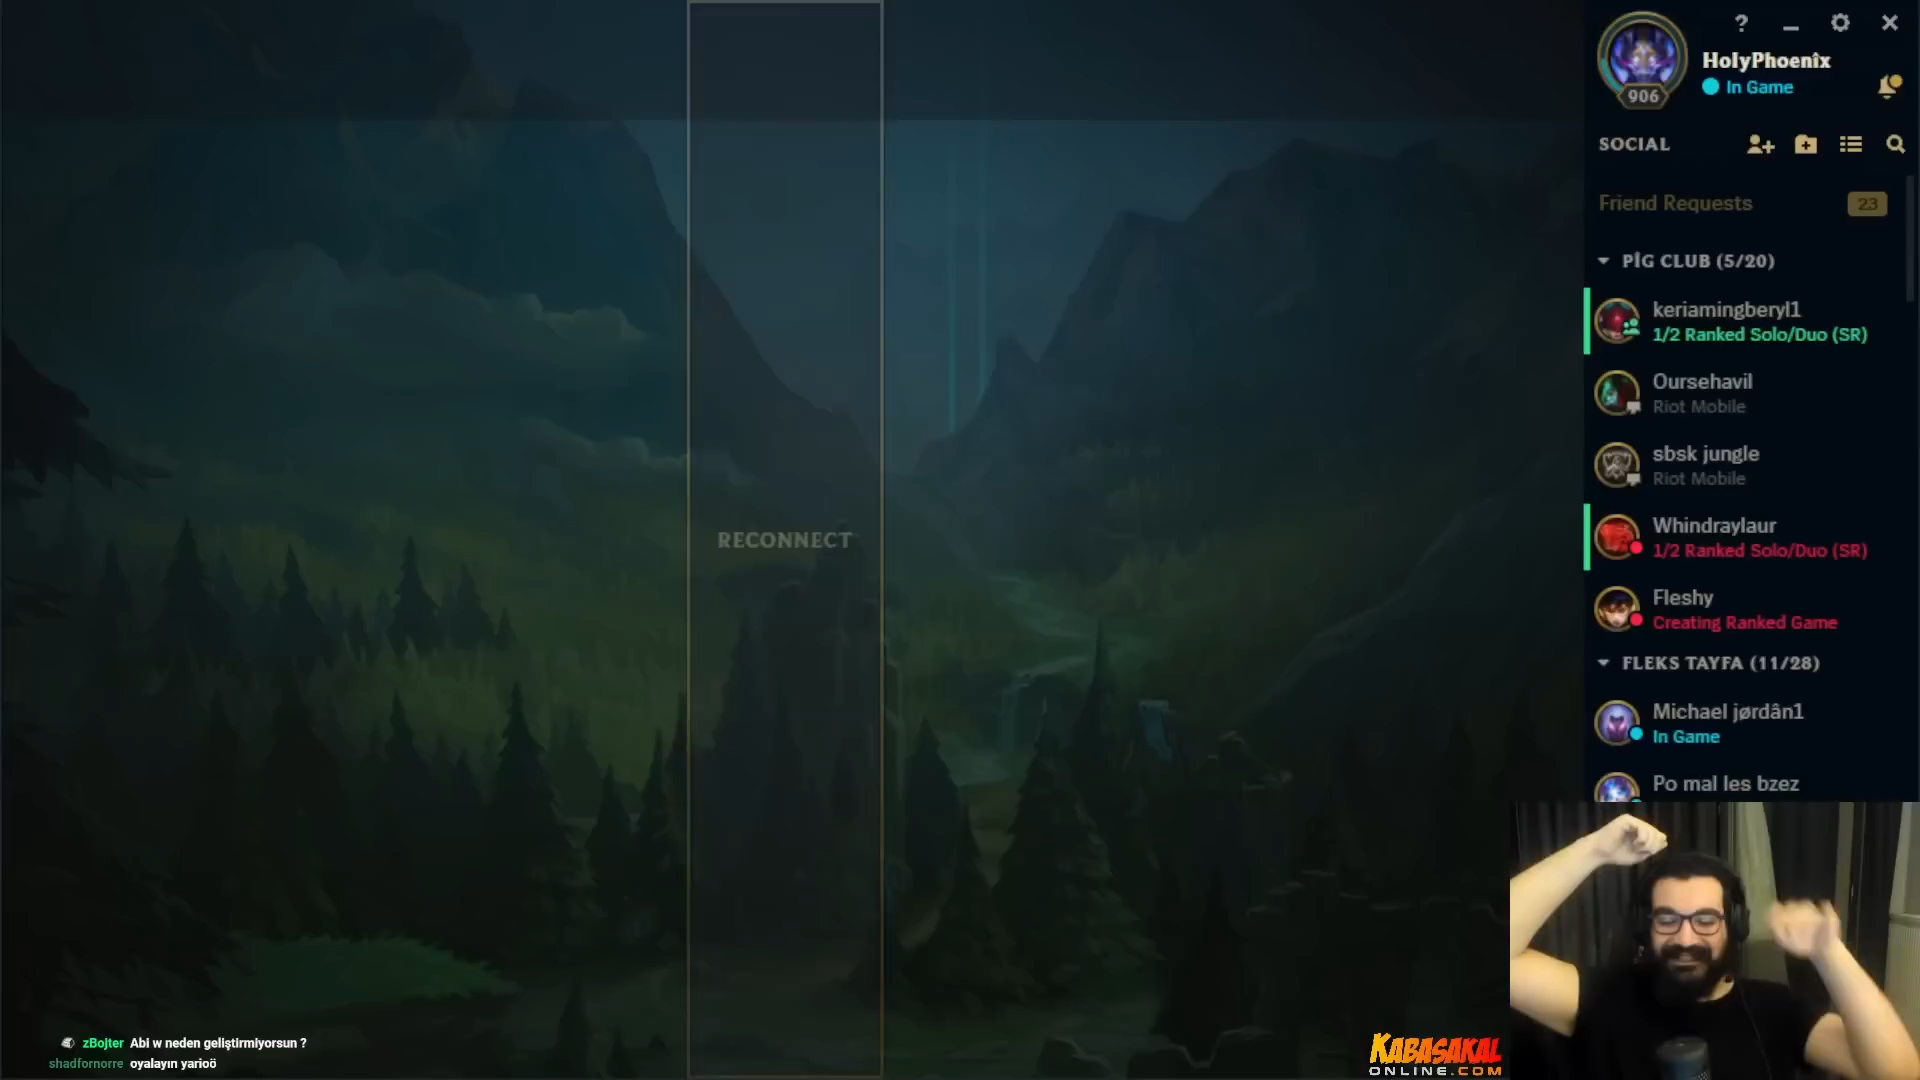 HolyPhoenîx
906
In Game
SOCIAL
Friend Requests
23
PİG CLUB (5/20)
keriamingberyl1
1/2 Ranked Solo/Duo (SR)
Oursehavil
Riot Mobile
sbsk jungle
Riot Mobile
Whindraylaur
1/2 Ranked Solo/Duo (SR)
Fleshy
Creating Ranked Game
FLEKS TAYFA (11/28)
Michael jørdân1
In Game
Po mal les bzez
RECONNECT
zBojter Abi w neden geliştirmiyorsun ?
shadfornorre oyalayın yarioö
KABASAKAL
ONLINE.COM